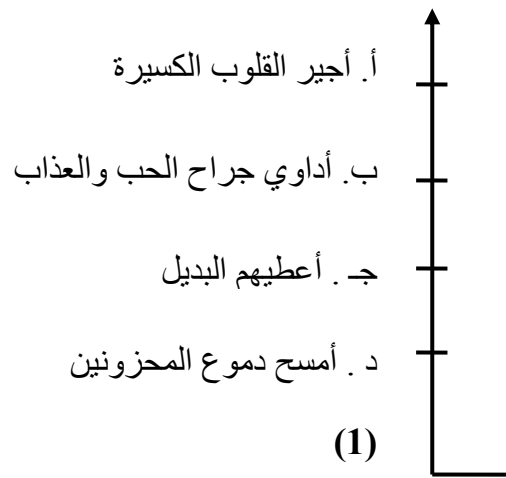 أ. أجير القلوب الكسيرة
ب. أداوي جراح الحب والعذاب
جـ . أعطيهم البديل
د . أمسح دموع المحزونين
(1)